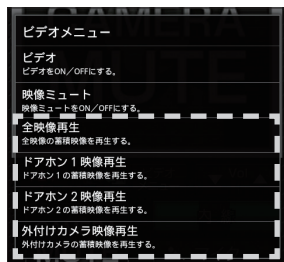 CAMERA
MUTE
ビデオメニュー
ビデオ
ビデオをON／OFFにする。
映像ミュート
映像ミュートをON／OFFにする。
全映像再生
全映像の蓄積映像を再生する。
ドアホン1映像再生
ドアホン1の蓄積映像を再生する。
ドアホン2映像再生
ドアホン2の蓄積映像を再生する。
外付けカメラ映像再生
外付けカメラの蓄積映像を再生する。